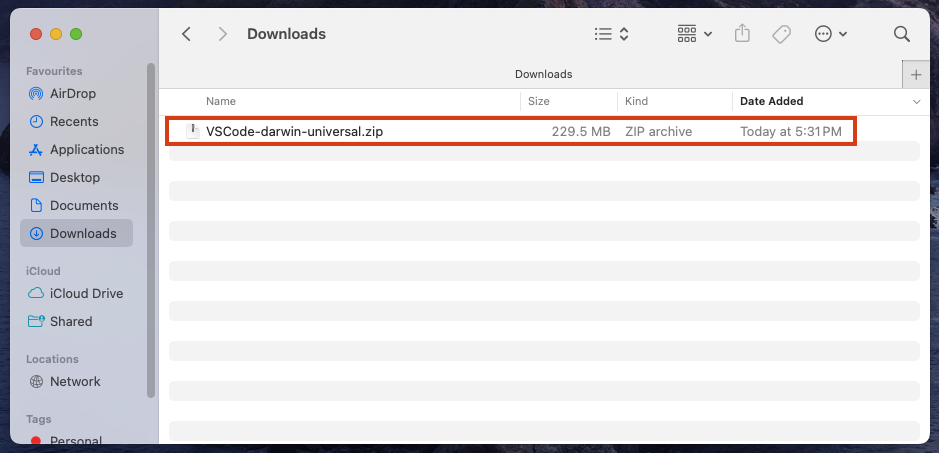 Downloads
Favourites
AirDrop
Recents
Applications
Desktop
Documents
Downloads
iCloud
iCloud Drive
Shared
Locations
Network
Tags
Personal
Downloads
Name Size Kind Date Added
VSCode-darwin-universal.zip 229.5 MB ZIP archive Today at 5:31 PM